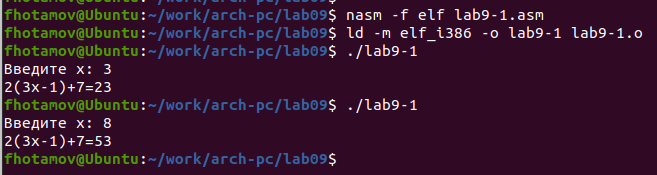 fhotamov@Ubuntu:~/work/arch-pc/lab09$ nasm -f elf lab9-1.asm
fhotamov@Ubuntu:~/work/arch-pc/lab09$ ld -m elf_i386 -o lab9-1 lab9-1.o
fhotamov@Ubuntu:~/work/arch-pc/lab09$ ./lab9-1
Введите x: 3
2(3x-1)+7=23
fhotamov@Ubuntu:~/work/arch-pc/lab09$ ./lab9-1
Введите x: 8
2(3x-1)+7=53
fhotamov@Ubuntu:~/work/arch-pc/lab09$